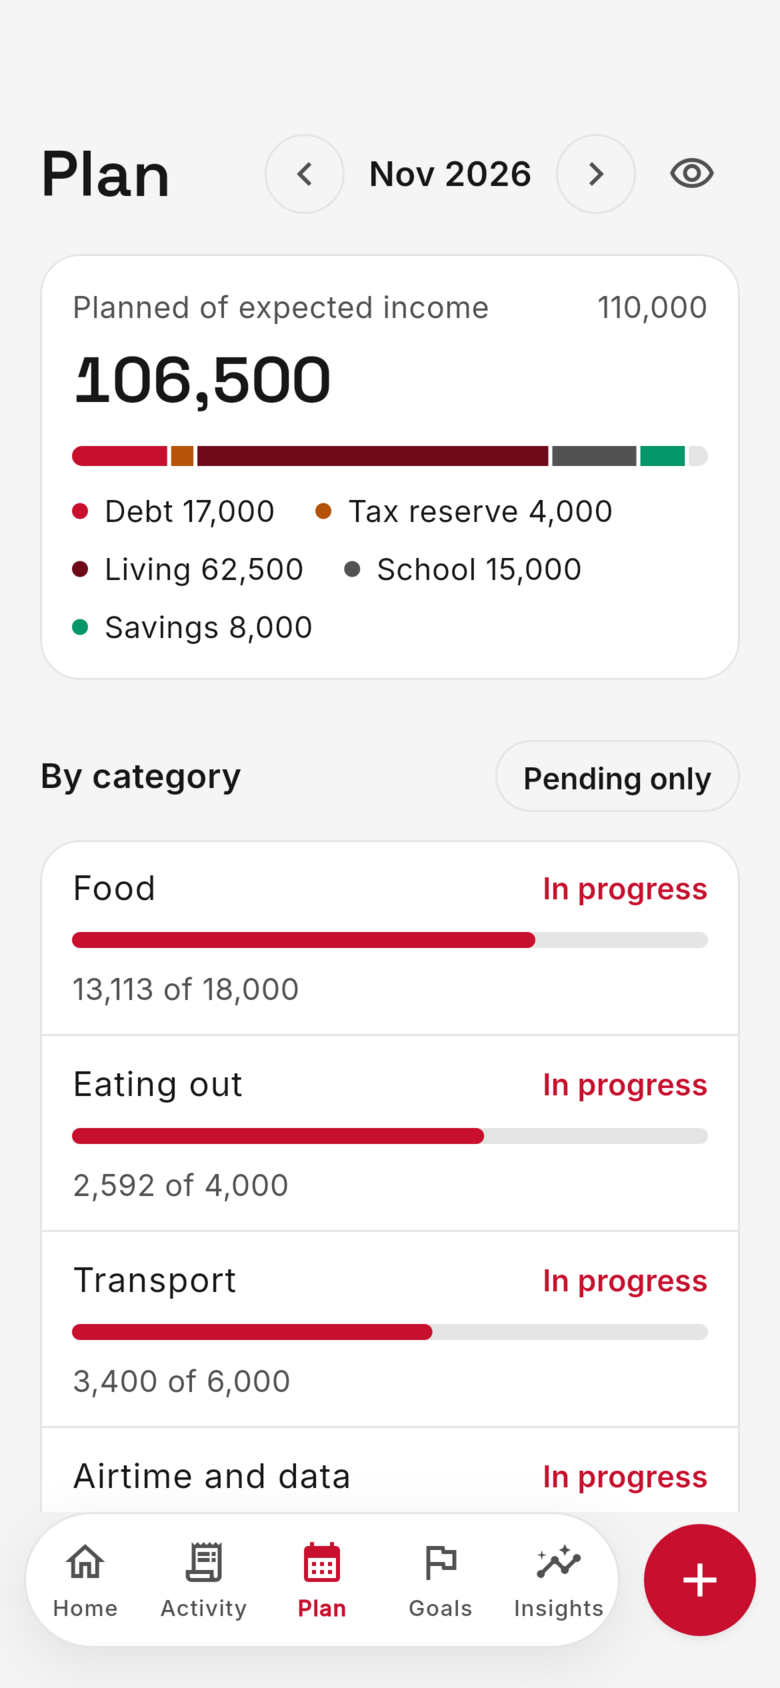 Plan
Nov 2026
Planned of expected income 110,000
106,500
Debt 17,000 Tax reserve 4,000
Living 62,500 School 15,000
Savings 8,000
By category Pending only
Food In progress
13,113 of 18,000
Eating out In progress
2,592 of 4,000
Transport In progress
3,400 of 6,000
Airtime and data In progress
Home Activity Plan Goals Insights